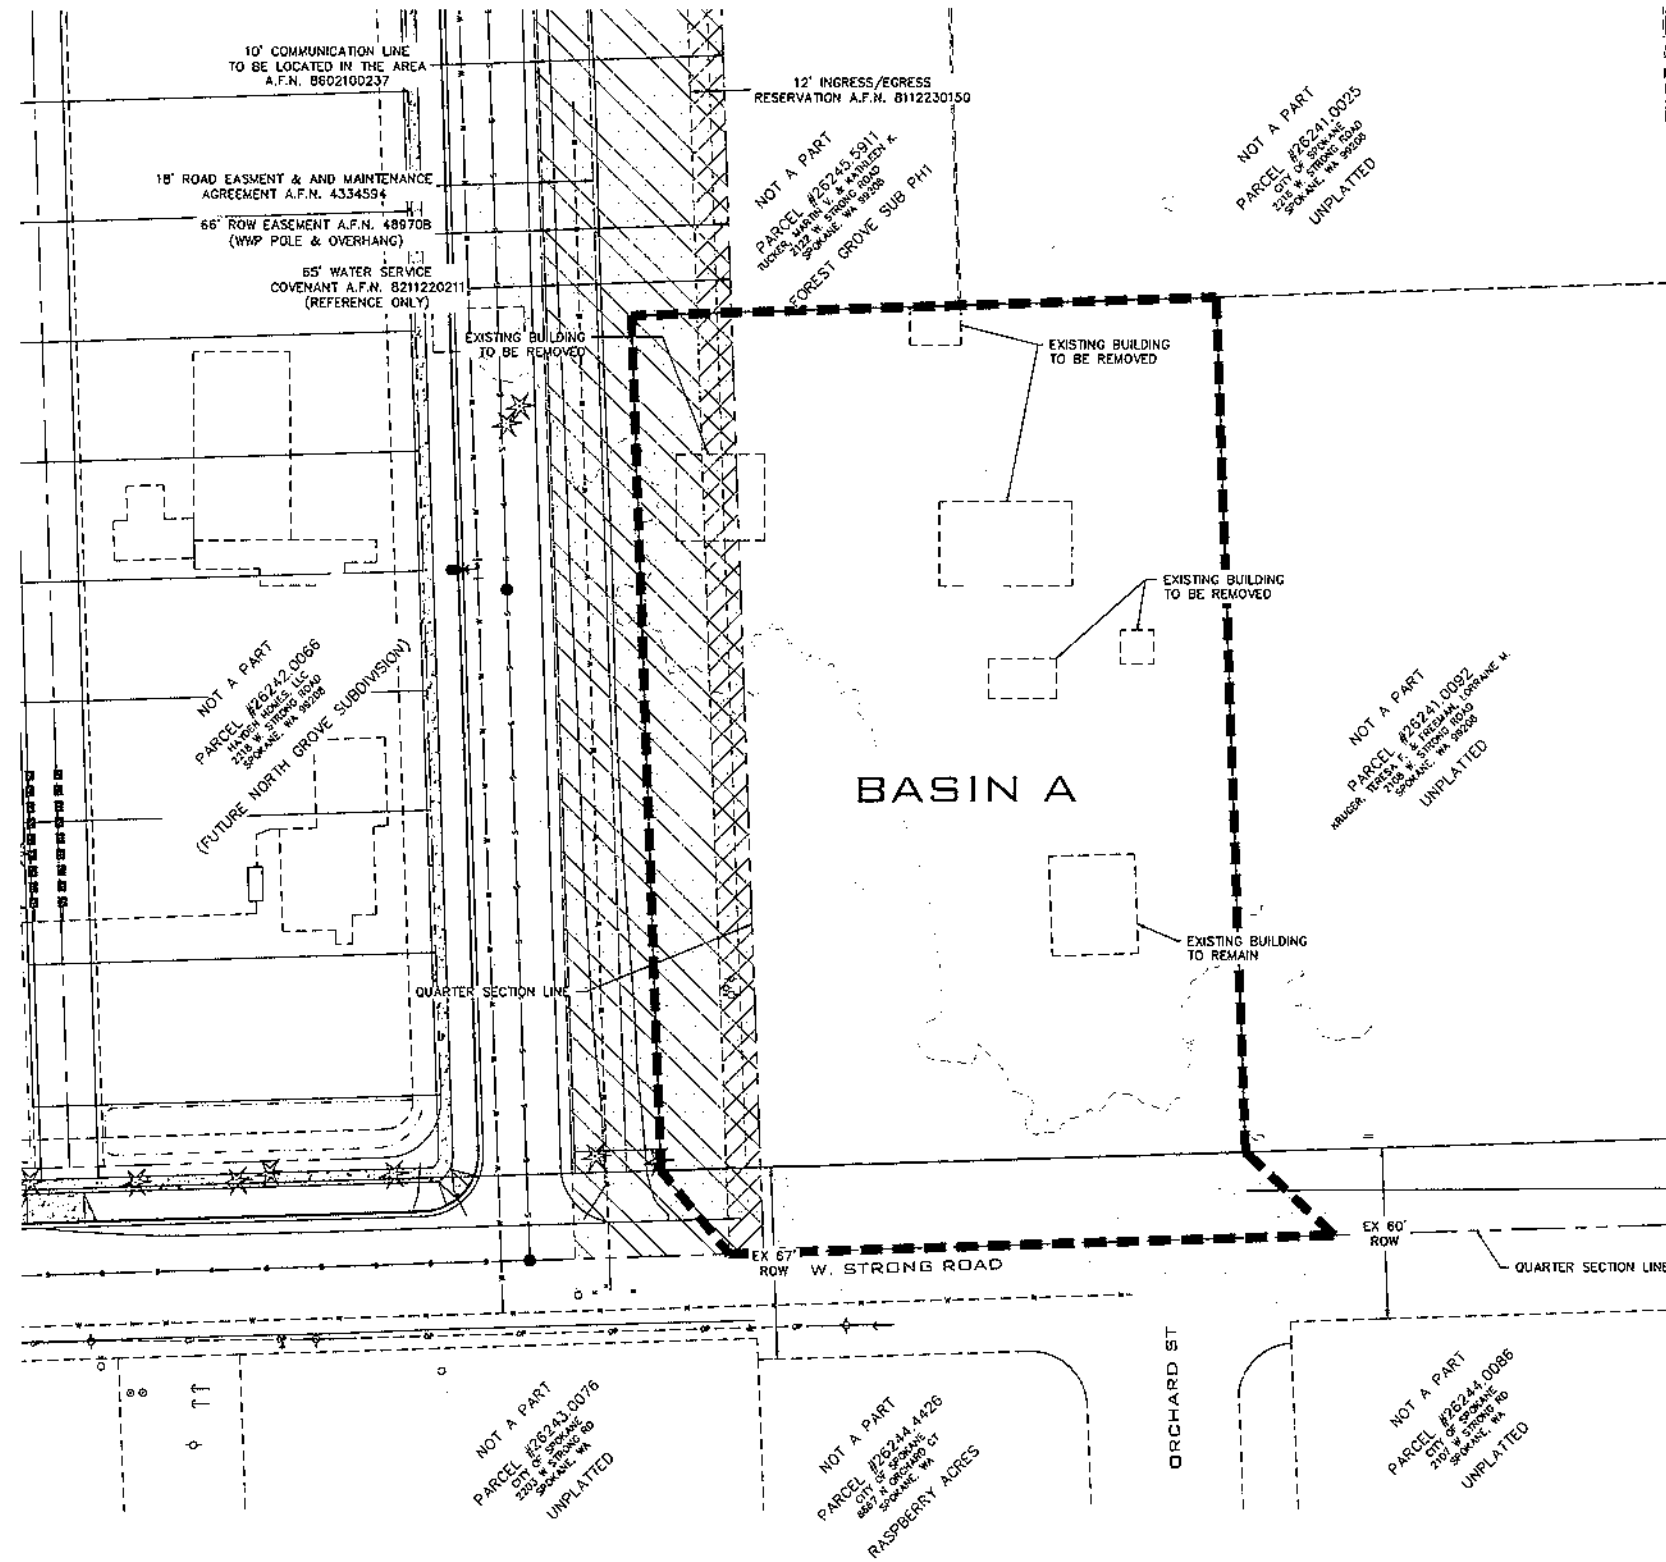 10' COMMUNICATION LINE
TO BE LOCATED IN THE AREA
A.F.N. 8602100237
12' INGRESS/EGRESS
RESERVATION A.F.N. 8112230150
18' ROAD EASMENT & AND MAINTENANCE
AGREEMENT A.F.N. 4334594
66' ROW EASEMENT A.F.N. 48970B
(WWP POLE & OVERHANG)
65' WATER SERVICE
COVENANT A.F.N. 8211220211
(REFERENCE ONLY)
NOT A PART
PARCEL #26245.5911
TUCKER, MARTIN V. & KATHLEEN K.
2122 W. STRONG ROAD
SPOKANE, WA 99208
FOREST GROVE SUB PH1
NOT A PART
PARCEL #26241.0025
CITY OF SPOKANE
2216 W. STRONG ROAD
SPOKANE, WA 99208
UNPLATTED
EXISTING BUILDING
TO BE REMOVED
EXISTING BUILDING
TO BE REMOVED
EXISTING BUILDING
TO BE REMOVED
NOT A PART
PARCEL #26242.0066
HAYDEN HOMES, LLC
2218 W. STRONG ROAD
SPOKANE, WA 99208
(FUTURE NORTH GROVE SUBDIVISION)
NOT A PART
PARCEL #26241.0092
KRUGER, TERESA F. & FREEMAN, LORRAINE M.
2108 W. STRONG ROAD
SPOKANE, WA 99208
UNPLATTED
BASIN A
EXISTING BUILDING
TO REMAIN
QUARTER SECTION LINE
EX 67'
ROW
W. STRONG ROAD
EX 60'
ROW
QUARTER SECTION LINE
ORCHARD ST
NOT A PART
PARCEL #26243.0076
CITY OF SPOKANE
2203 W STRONG RD
SPOKANE, WA
UNPLATTED
NOT A PART
PARCEL #26244.4426
CITY OF SPOKANE
8667 N ORCHARD CT
SPOKANE, WA
RASPBERRY ACRES
NOT A PART
PARCEL #26244.0086
CITY OF SPOKANE
2107 W STRONG RD
SPOKANE, WA
UNPLATTED